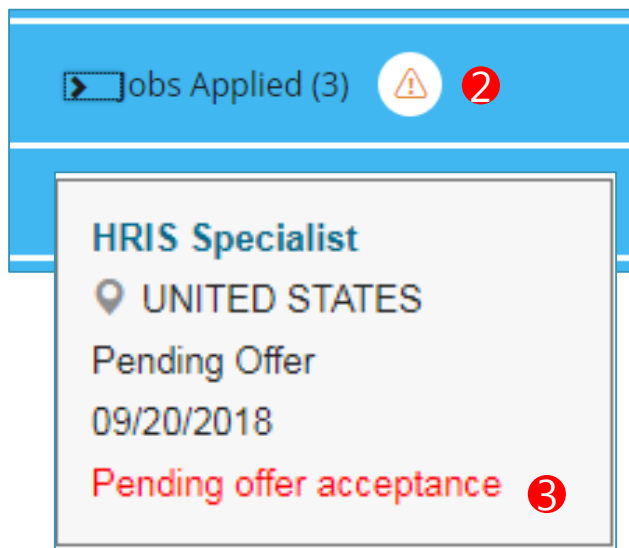 Jobs Applied (3) 2
HRIS Specialist
UNITED STATES
Pending Offer
09/20/2018
Pending offer acceptance 3